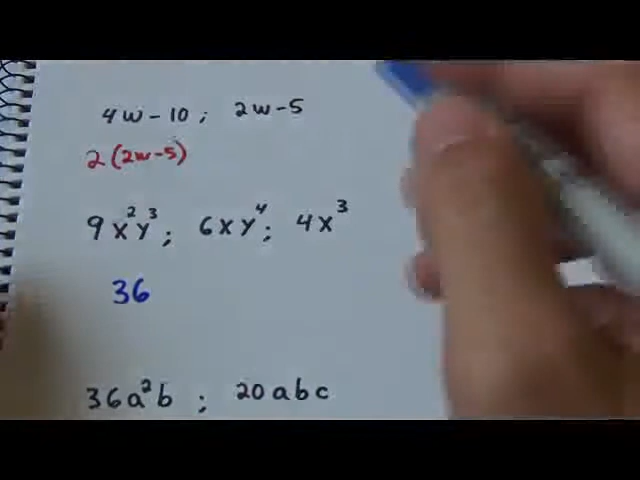 4w-10; 2w-5
2(2w-5)
9x²y³; 6xy⁴; 4x³
36
36a²b ; 20abc